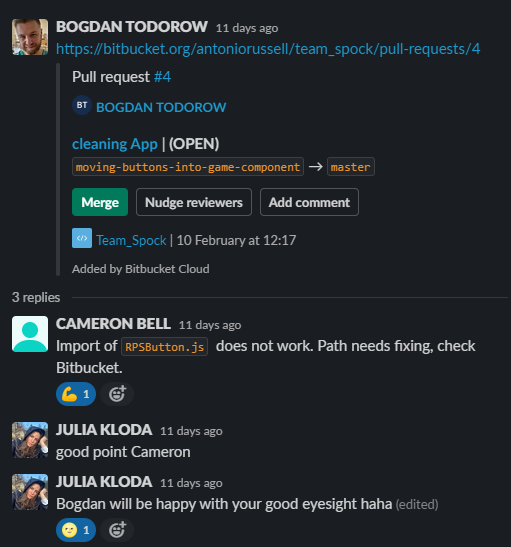 BOGDAN TODOROW 11 days ago
https://bitbucket.org/antoniorussell/team_spock/pull-requests/4
Pull request #4
BT BOGDAN TODOROW
cleaning App | (OPEN)
moving-buttons-into-game-component → master
Merge Nudge reviewers Add comment
</> Team_Spock | 10 February at 12:17
Added by Bitbucket Cloud
3 replies
CAMERON BELL 11 days ago
Import of RPSButton.js does not work. Path needs fixing, check
Bitbucket.
💪 1
JULIA KLODA 11 days ago
good point Cameron
JULIA KLODA 11 days ago
Bogdan will be happy with your good eyesight haha (edited)
1